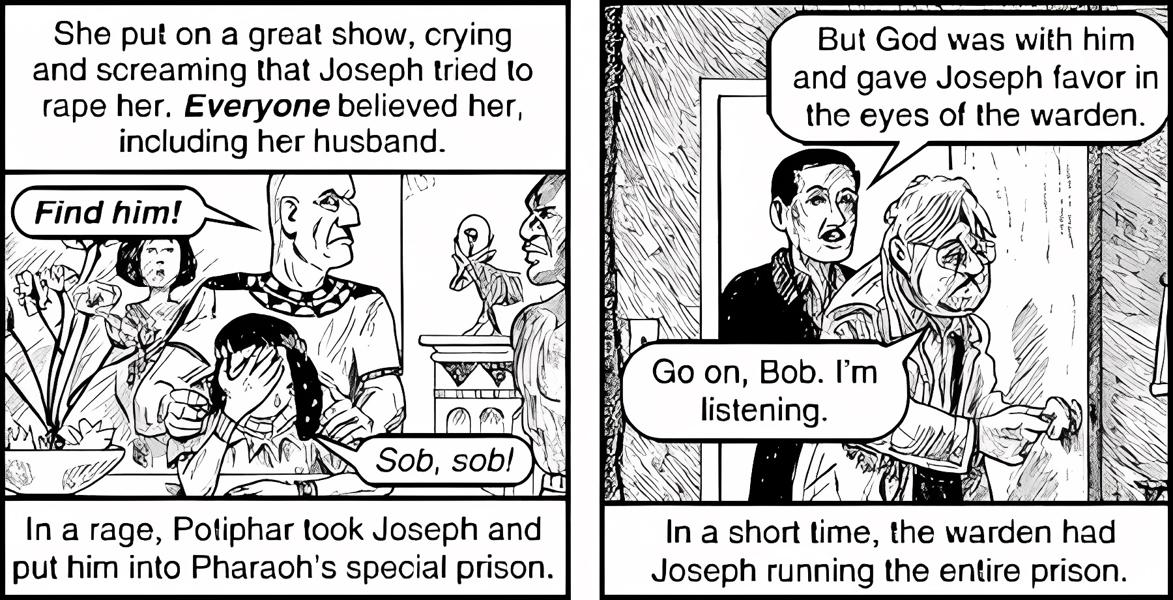 She put on a great show, crying
and screaming that Joseph tried to
rape her. Everyone believed her,
including her husband.
Find him!
Sob, sob!
In a rage, Potiphar took Joseph and
put him into Pharaoh's special prison.
But God was with him
and gave Joseph favor in
the eyes of the warden.
Go on, Bob. I'm
listening.
In a short time, the warden had
Joseph running the entire prison.